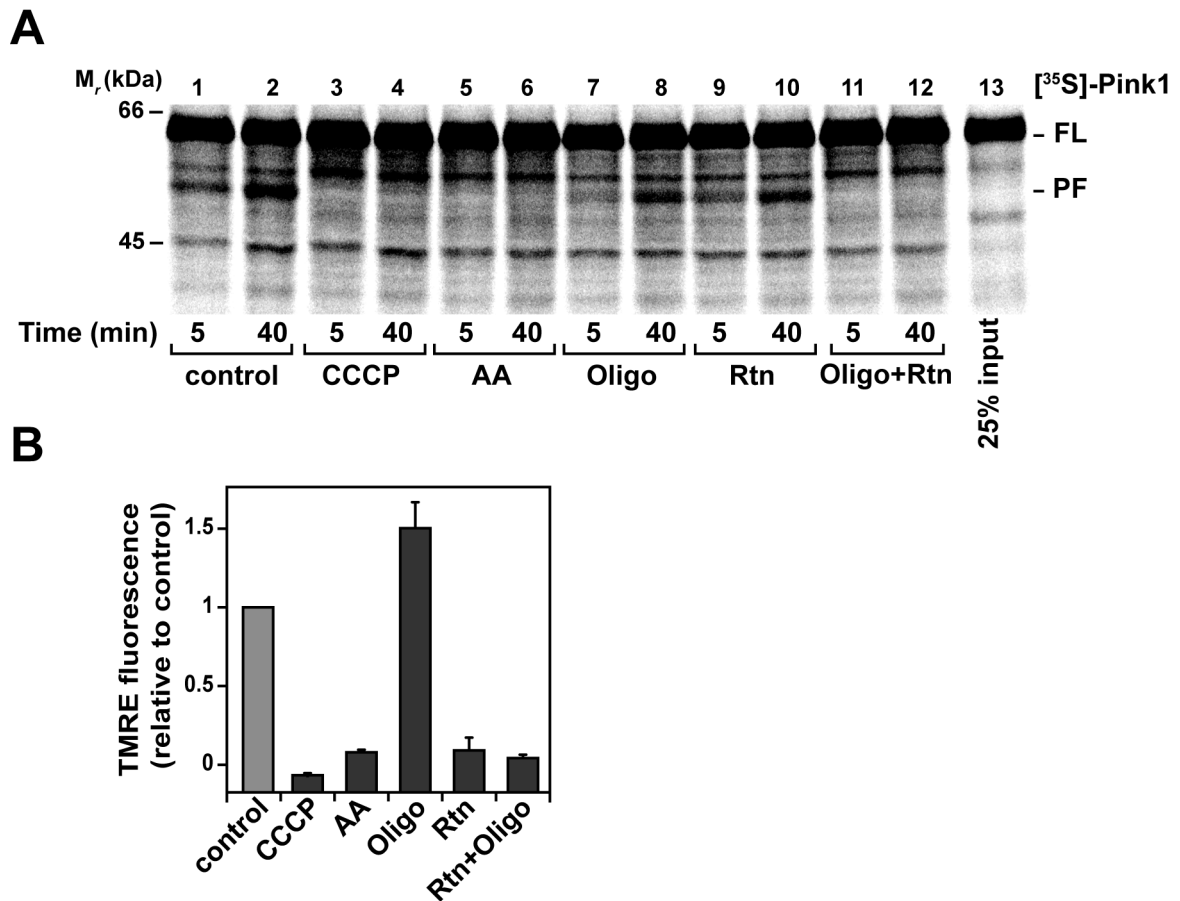 A
Mr (kDa) 1 2 3 4 5 6 7 8 9 10 11 12 13 [³⁵S]-Pink1
66
FL
PF
45
Time (min) 5 40 5 40 5 40 5 40 5 40 5 40
control CCCP AA Oligo Rtn Oligo+Rtn
25% input
B
TMRE fluorescence
(relative to control)
1.5
1
0.5
0
control CCCP AA Oligo Rtn Rtn+Oligo